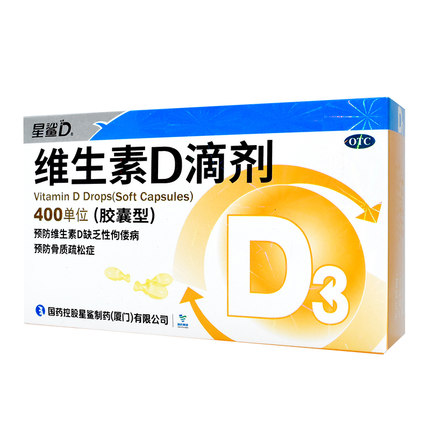 星鲨D®
OTC
维生素D滴剂
Vitamin D Drops(Soft Capsules)
400单位(胶囊型)
预防维生素D缺乏性佝偻病
预防骨质疏松症
D3
国药控股星鲨制药(厦门)有限公司